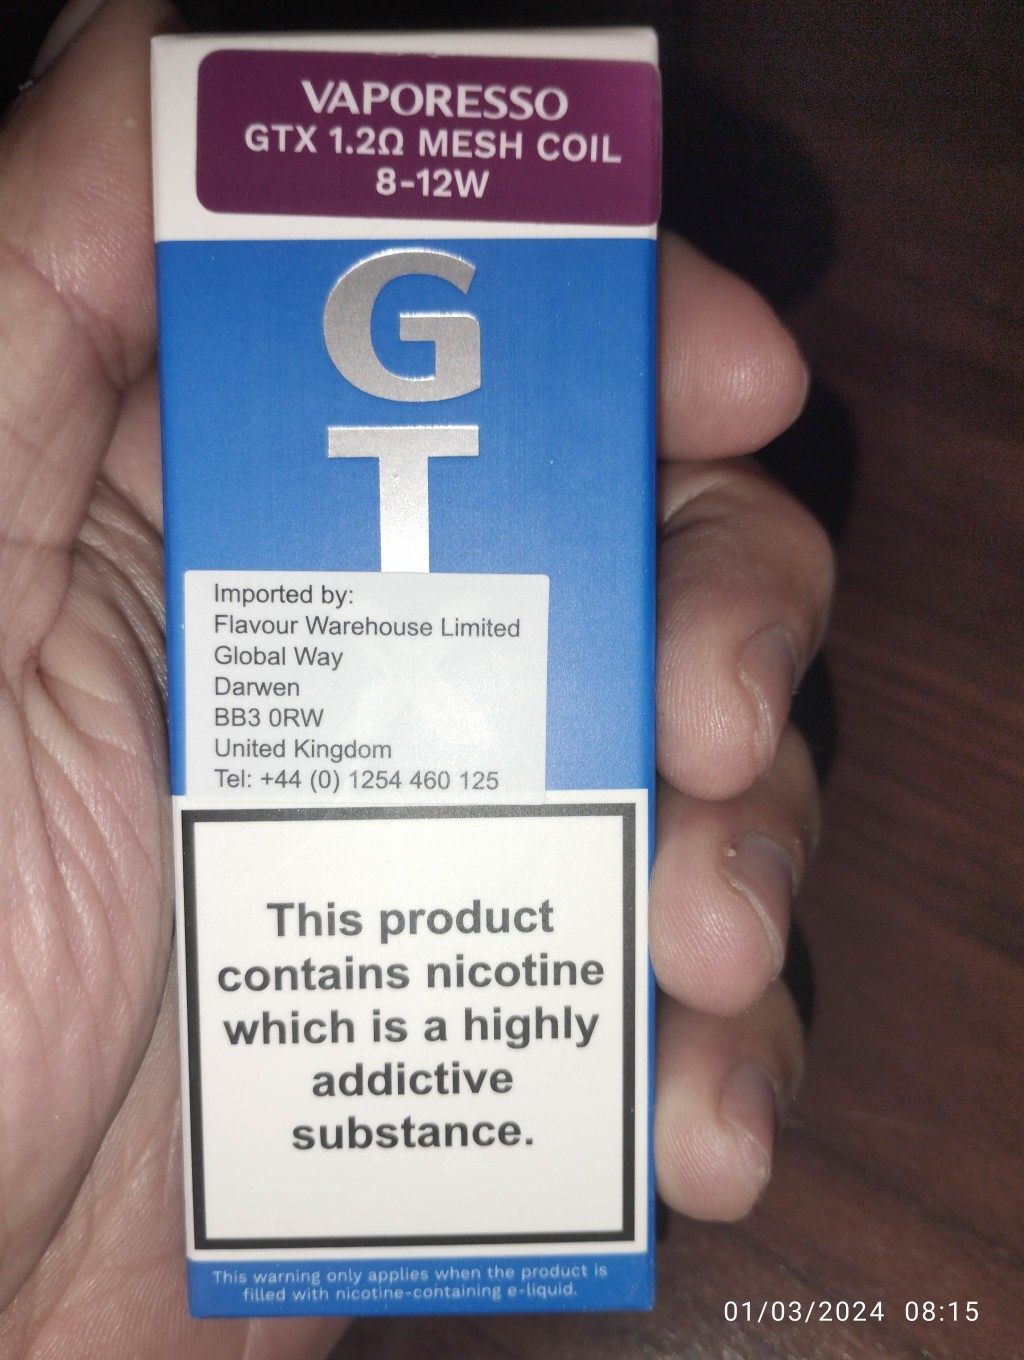 VAPORESSO
GTX 1.2Ω MESH COIL
8-12W
G
T
X
Imported by:
Flavour Warehouse Limited
Global Way
Darwen
BB3 0RW
United Kingdom
Tel: +44 (0) 1254 460 125
This product
contains nicotine
which is a highly
addictive
substance.
This warning only applies when the product is
filled with nicotine-containing e-liquid.
01/03/2024 08:15